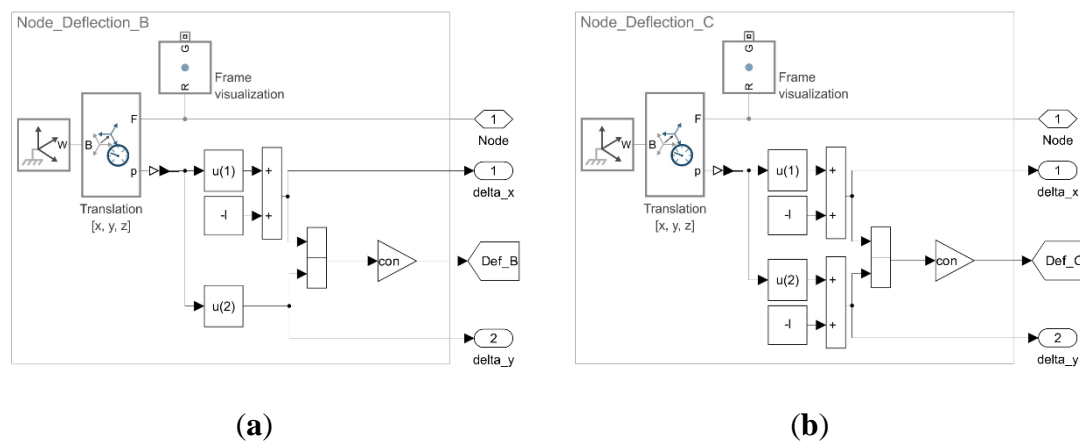 Node_Deflection_B
G
R
Frame
visualization
W
B
F
p
Translation
[x, y, z]
u(1)
+
-l
+
u(2)
con
1
Node
1
delta_x
Def_B
2
delta_y
(a)
Node_Deflection_C
G
R
Frame
visualization
W
B
F
p
Translation
[x, y, z]
u(1)
+
-l
+
u(2)
+
-l
+
con
1
Node
1
delta_x
Def_C
2
delta_y
(b)